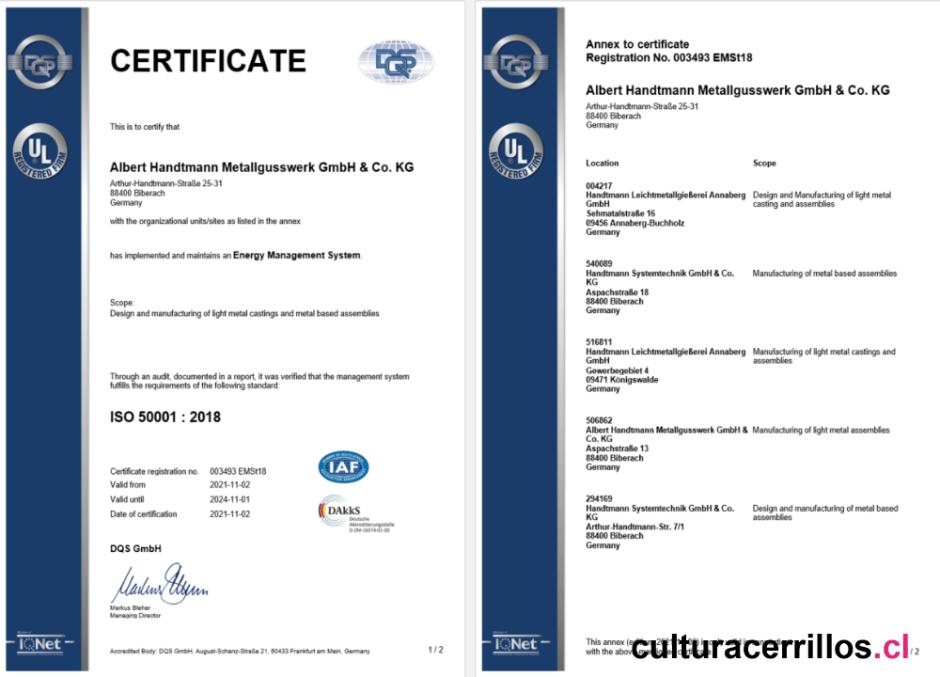 DQS
CERTIFICATE
DQS
UL
REGISTERED FIRM
This is to certify that
Albert Handtmann Metallgusswerk GmbH & Co. KG
Arthur-Handtmann-Straße 25-31
88400 Biberach
Germany
with the organizational units/sites as listed in the annex
has implemented and maintains an Energy Management System.
Scope:
Design and manufacturing of light metal castings and metal based assemblies
Through an audit, documented in a report, it was verified that the management system
fulfills the requirements of the following standard:
ISO 50001 : 2018
Certificate registration no. 003493 EMSt18
Valid from 2021-11-02
Valid until 2024-11-01
Date of certification 2021-11-02
IAF
DAkkS
Deutsche
Akkreditierungsstelle
D-ZM-16074-01-00
DQS GmbH
Markus Bleher
Managing Director
IQNet
Accredited Body: DQS GmbH, August-Schanz-Straße 21, 60433 Frankfurt am Main, Germany
1 / 2
DQS
UL
REGISTERED FIRM
Annex to certificate
Registration No. 003493 EMSt18
Albert Handtmann Metallgusswerk GmbH & Co. KG
Arthur-Handtmann-Straße 25-31
88400 Biberach
Germany
Location Scope
004217
Handtmann Leichtmetallgießerei Annaberg Design and Manufacturing of light metal
GmbH casting and assemblies
Sehmatalstraße 16
09456 Annaberg-Buchholz
Germany
540089
Handtmann Systemtechnik GmbH & Co. Manufacturing of metal based assemblies
KG
Aspachstraße 18
88400 Biberach
Germany
516811
Handtmann Leichtmetallgießerei Annaberg Manufacturing of light metal castings and
GmbH assemblies
Gewerbegebiet 4
09471 Königswalde
Germany
506862
Albert Handtmann Metallgusswerk GmbH & Manufacturing of light metal assemblies
Co. KG
Aspachstraße 13
88400 Biberach
Germany
294169
Handtmann Systemtechnik GmbH & Co. Design and manufacturing of metal based
KG assemblies
Arthur-Handtmann-Str. 7/1
88400 Biberach
Germany
IQNet
This annex
with the
culturacerrillos.cl
/ 2